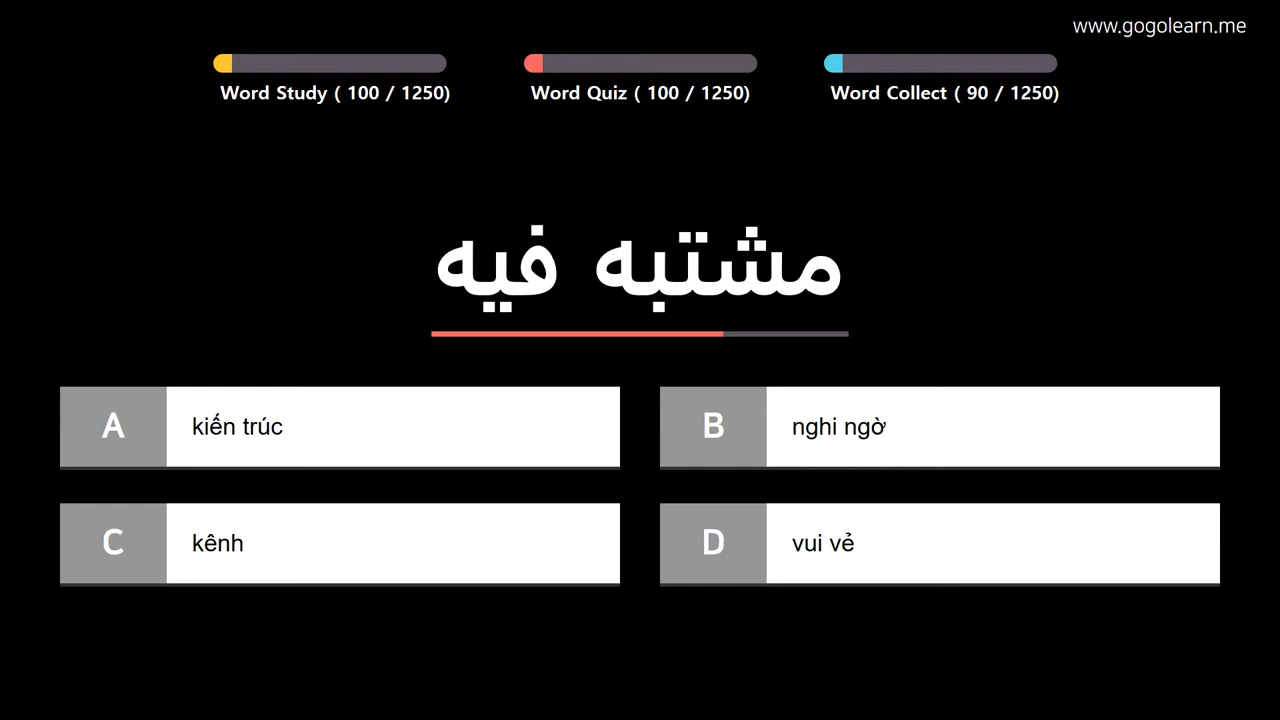 www.gogolearn.me
Word Study ( 100 / 1250)
Word Quiz ( 100 / 1250)
Word Collect ( 90 / 1250)
مشتبه فيه
A kiến trúc
B nghi ngờ
C kênh
D vui vẻ